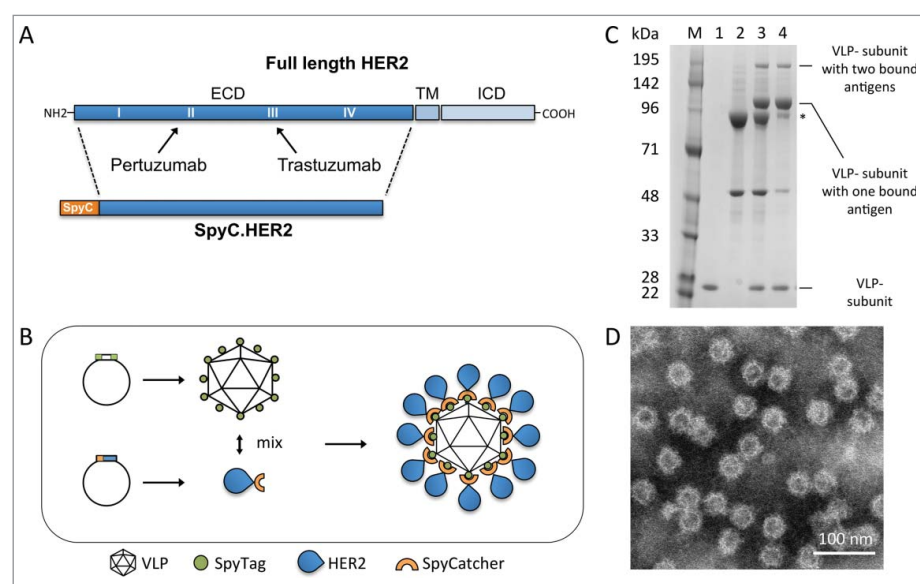 A
Full length HER2
ECD
TM
ICD
NH2
I
II
III
IV
COOH
Pertuzumab
Trastuzumab
SpyC
SpyC.HER2
B
mix
VLP
SpyTag
HER2
SpyCatcher
C
kDa
M 1 2 3 4
195
142
96
71
48
33
28
22
VLP- subunit
with two bound
antigens
*
VLP- subunit
with one bound
antigen
VLP-
subunit
D
100 nm